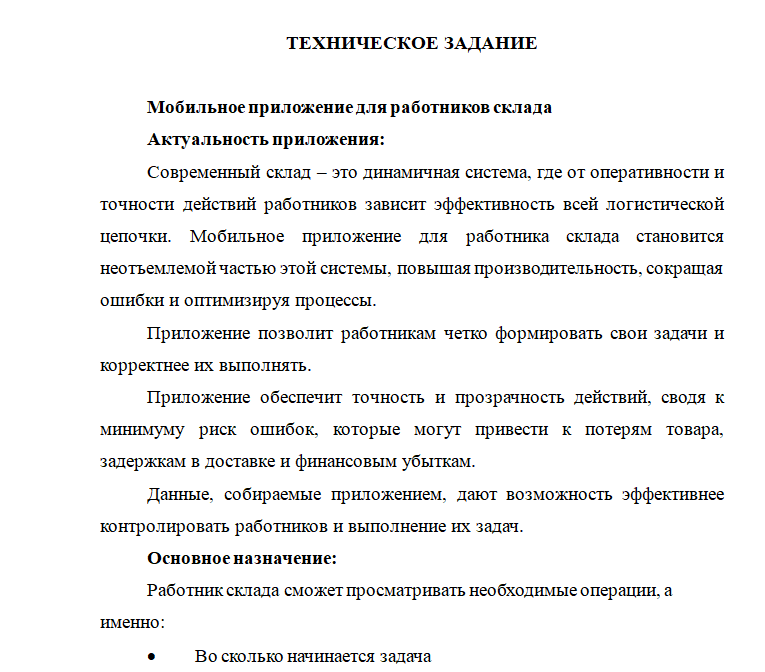 ТЕХНИЧЕСКОЕ ЗАДАНИЕ
Мобильное приложение для работников склада
Актуальность приложения:
Современный склад – это динамичная система, где от оперативности и
точности действий работников зависит эффективность всей логистической
цепочки. Мобильное приложение для работника склада становится
неотъемлемой частью этой системы, повышая производительность, сокращая
ошибки и оптимизируя процессы.
Приложение позволит работникам четко формировать свои задачи и
корректнее их выполнять.
Приложение обеспечит точность и прозрачность действий, сводя к
минимуму риск ошибок, которые могут привести к потерям товара,
задержкам в доставке и финансовым убыткам.
Данные, собираемые приложением, дают возможность эффективнее
контролировать работников и выполнение их задач.
Основное назначение:
Работник склада сможет просматривать необходимые операции, а
именно:
• Во сколько начинается задача